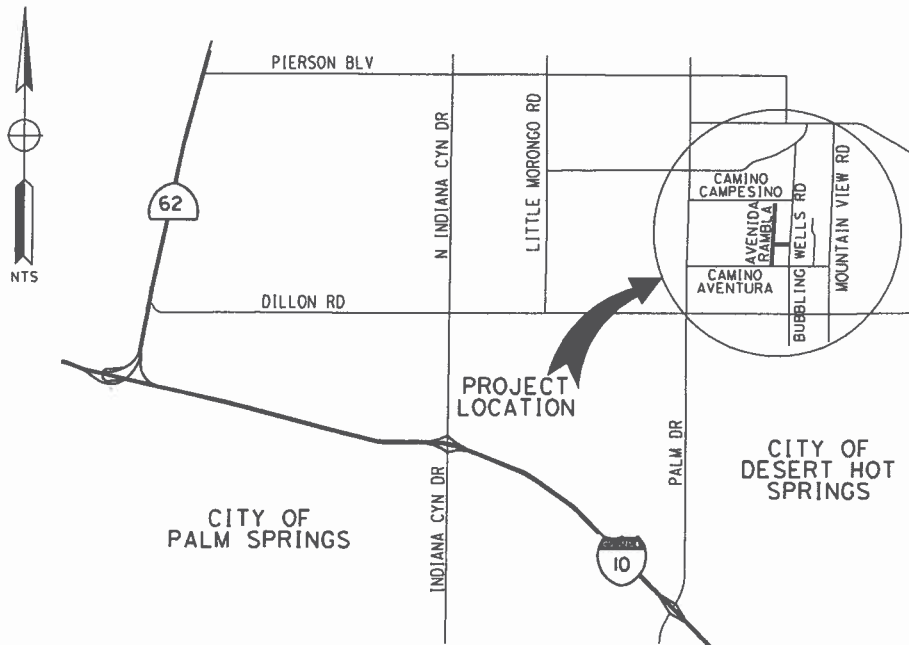 PIERSON BLV
N INDIANA CYN DR
LITTLE MORONGO RD
62
NTS
CAMINO
CAMPESINO
AVENIDA
RAMBLA
BUBBLING WELLS RD
MOUNTAIN VIEW RD
CAMINO
AVENTURA
DILLON RD
PROJECT
LOCATION
PALM DR
CITY OF
DESERT HOT
SPRINGS
CITY OF
PALM SPRINGS
INDIANA CYN DR
10